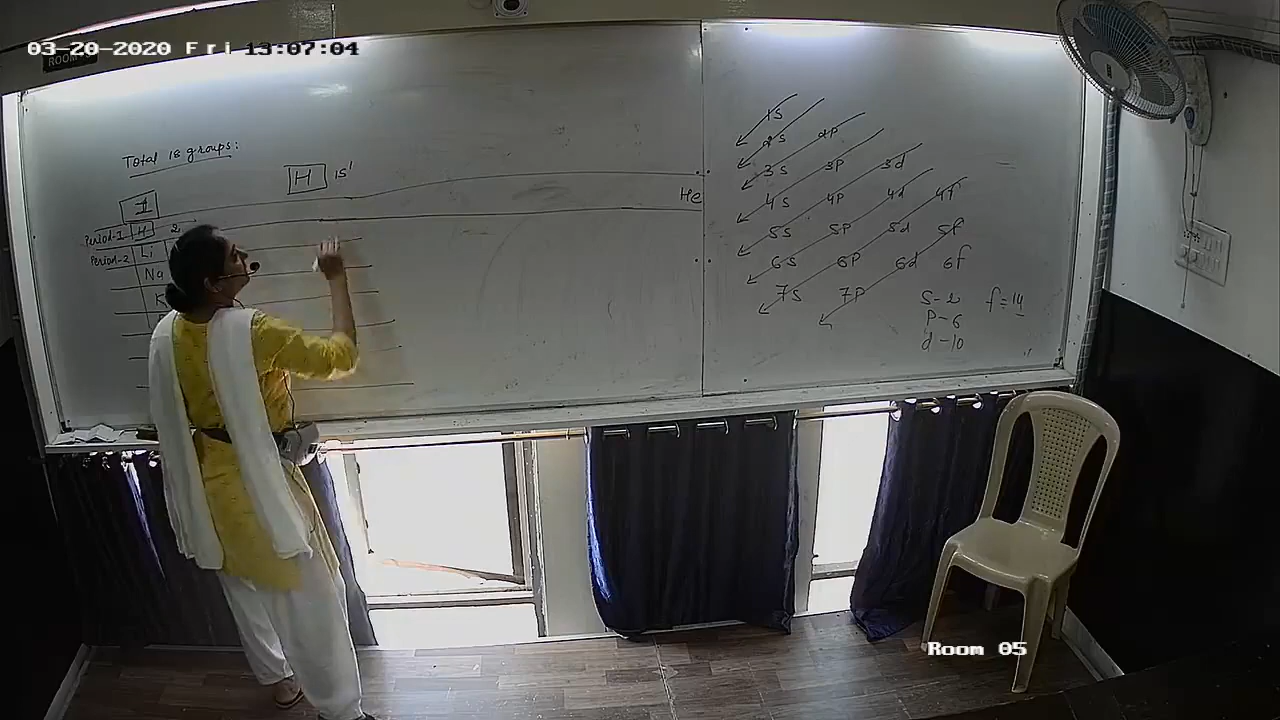 03-20-2020 Fri 13:07:04
ROOM
Total 18 groups:
H 1s¹
I
Period-1 H 2
He
Period-2 Li
Na
K
1s
2s 2p
3s 3p 3d
4s 4p 4d 4f
5s 5p 5d 5f
6s 6p 6d 6f
7s 7p
s-2 f=14
p-6
d-10
Room 05